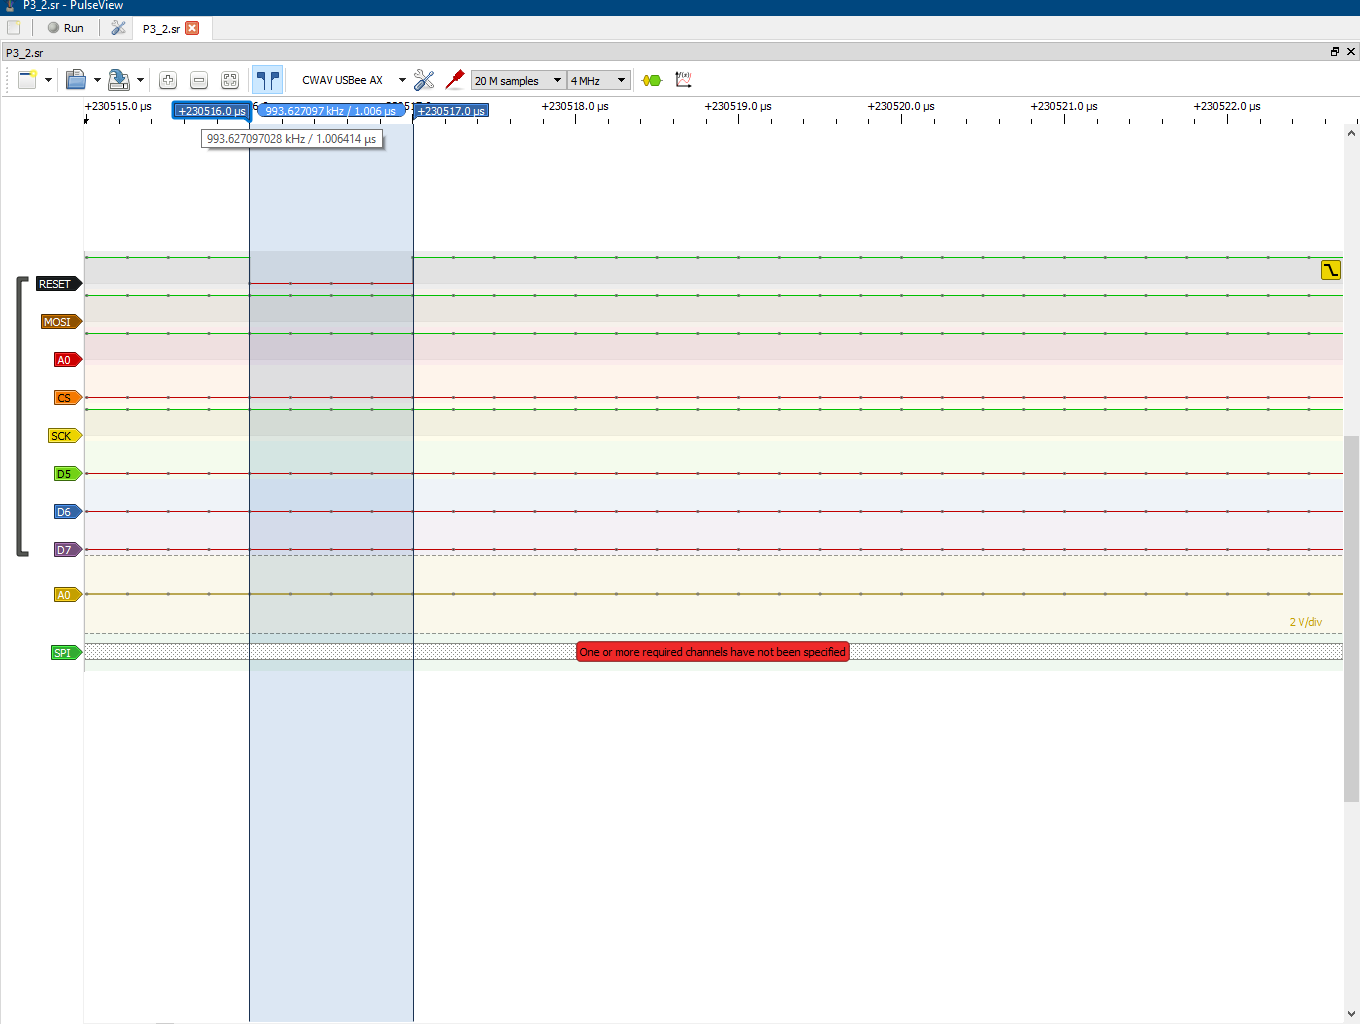 P3_2.sr - PulseView
Run
P3_2.sr
P3_2.sr
CWAV USBee AX
20 M samples
4 MHz
+230515.0 µs
+230518.0 µs
+230519.0 µs
+230520.0 µs
+230521.0 µs
+230522.0 µs
+230516.0 µs
993.627097 kHz / 1.006 µs
+230517.0 µs
993.627097028 kHz / 1.006414 µs
RESET
MOSI
A0
CS
SCK
D5
D6
D7
A0
2 V/div
SPI
One or more required channels have not been specified